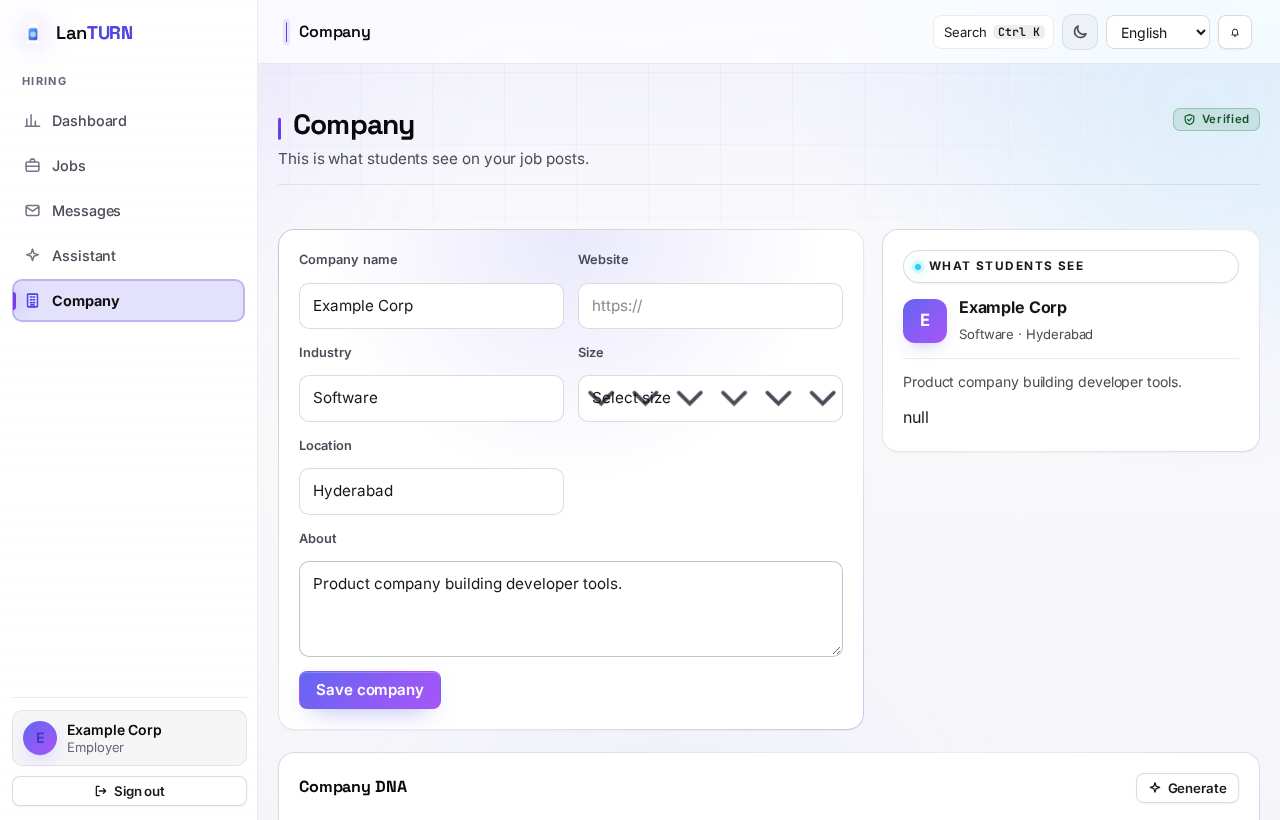 LanTURN
HIRING
Dashboard
Jobs
Messages
Assistant
Company
Example Corp
E
Employer
Sign out
Company
Search Ctrl K
English
Company
Verified
This is what students see on your job posts.
Company name
Website
Example Corp
https://
Industry
Size
Software
Select size
Location
Hyderabad
About
Product company building developer tools.
Save company
WHAT STUDENTS SEE
E
Example Corp
Software · Hyderabad
Product company building developer tools.
null
Company DNA
Generate